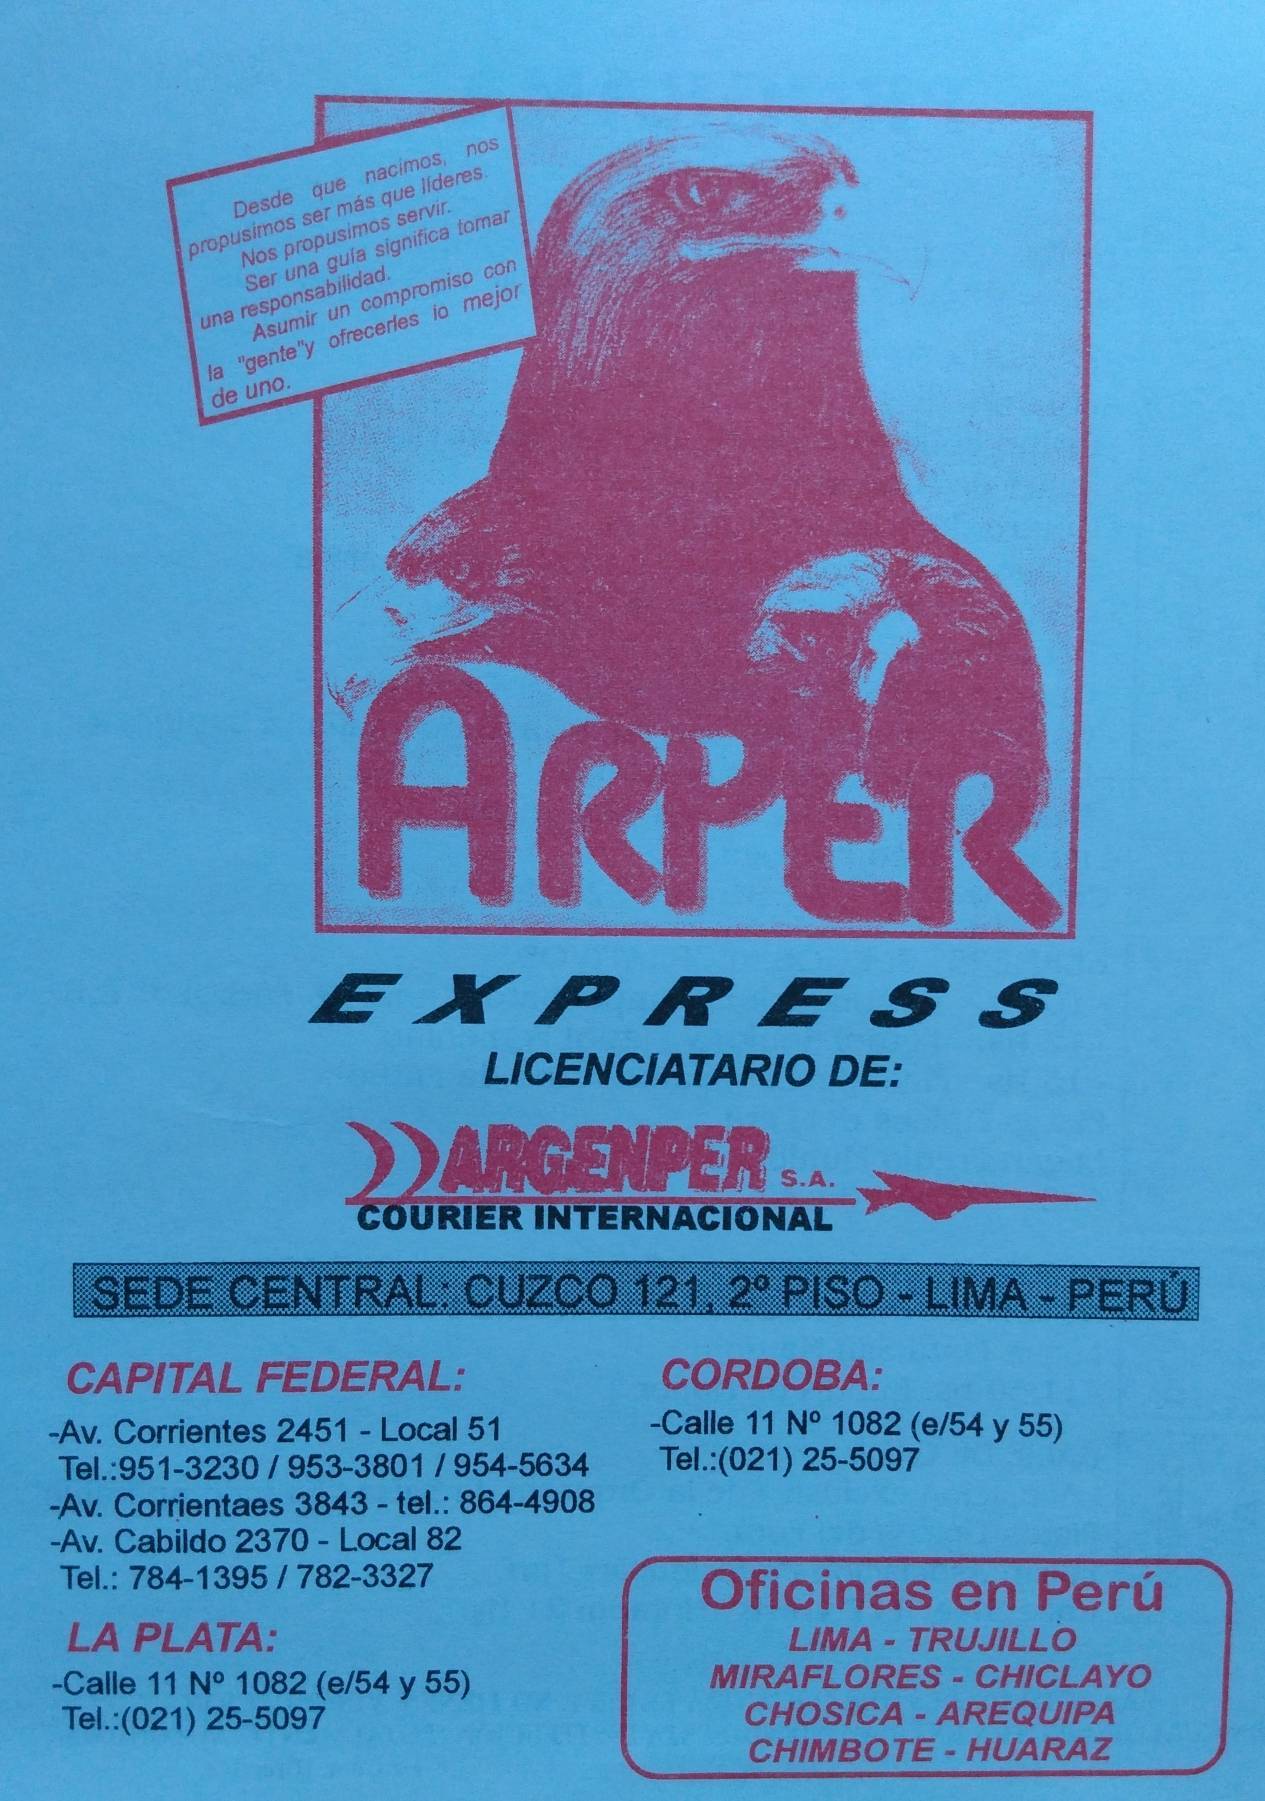 Desde que nacimos, nos
propusimos ser más que líderes.
Nos propusimos servir.
Ser una guía significa tomar
una responsabilidad.
Asumir un compromiso con
la "gente"y ofrecerles lo mejor
de uno.
ARPER
EXPRESS
LICENCIATARIO DE:
ARGENPER S.A.
COURIER INTERNACIONAL
SEDE CENTRAL: CUZCO 121, 2º PISO - LIMA - PERÚ
CAPITAL FEDERAL:
-Av. Corrientes 2451 - Local 51
Tel.:951-3230 / 953-3801 / 954-5634
-Av. Corrientaes 3843 - tel.: 864-4908
-Av. Cabildo 2370 - Local 82
Tel.: 784-1395 / 782-3327
LA PLATA:
-Calle 11 Nº 1082 (e/54 y 55)
Tel.:(021) 25-5097
CORDOBA:
-Calle 11 Nº 1082 (e/54 y 55)
Tel.:(021) 25-5097
Oficinas en Perú
LIMA - TRUJILLO
MIRAFLORES - CHICLAYO
CHOSICA - AREQUIPA
CHIMBOTE - HUARAZ